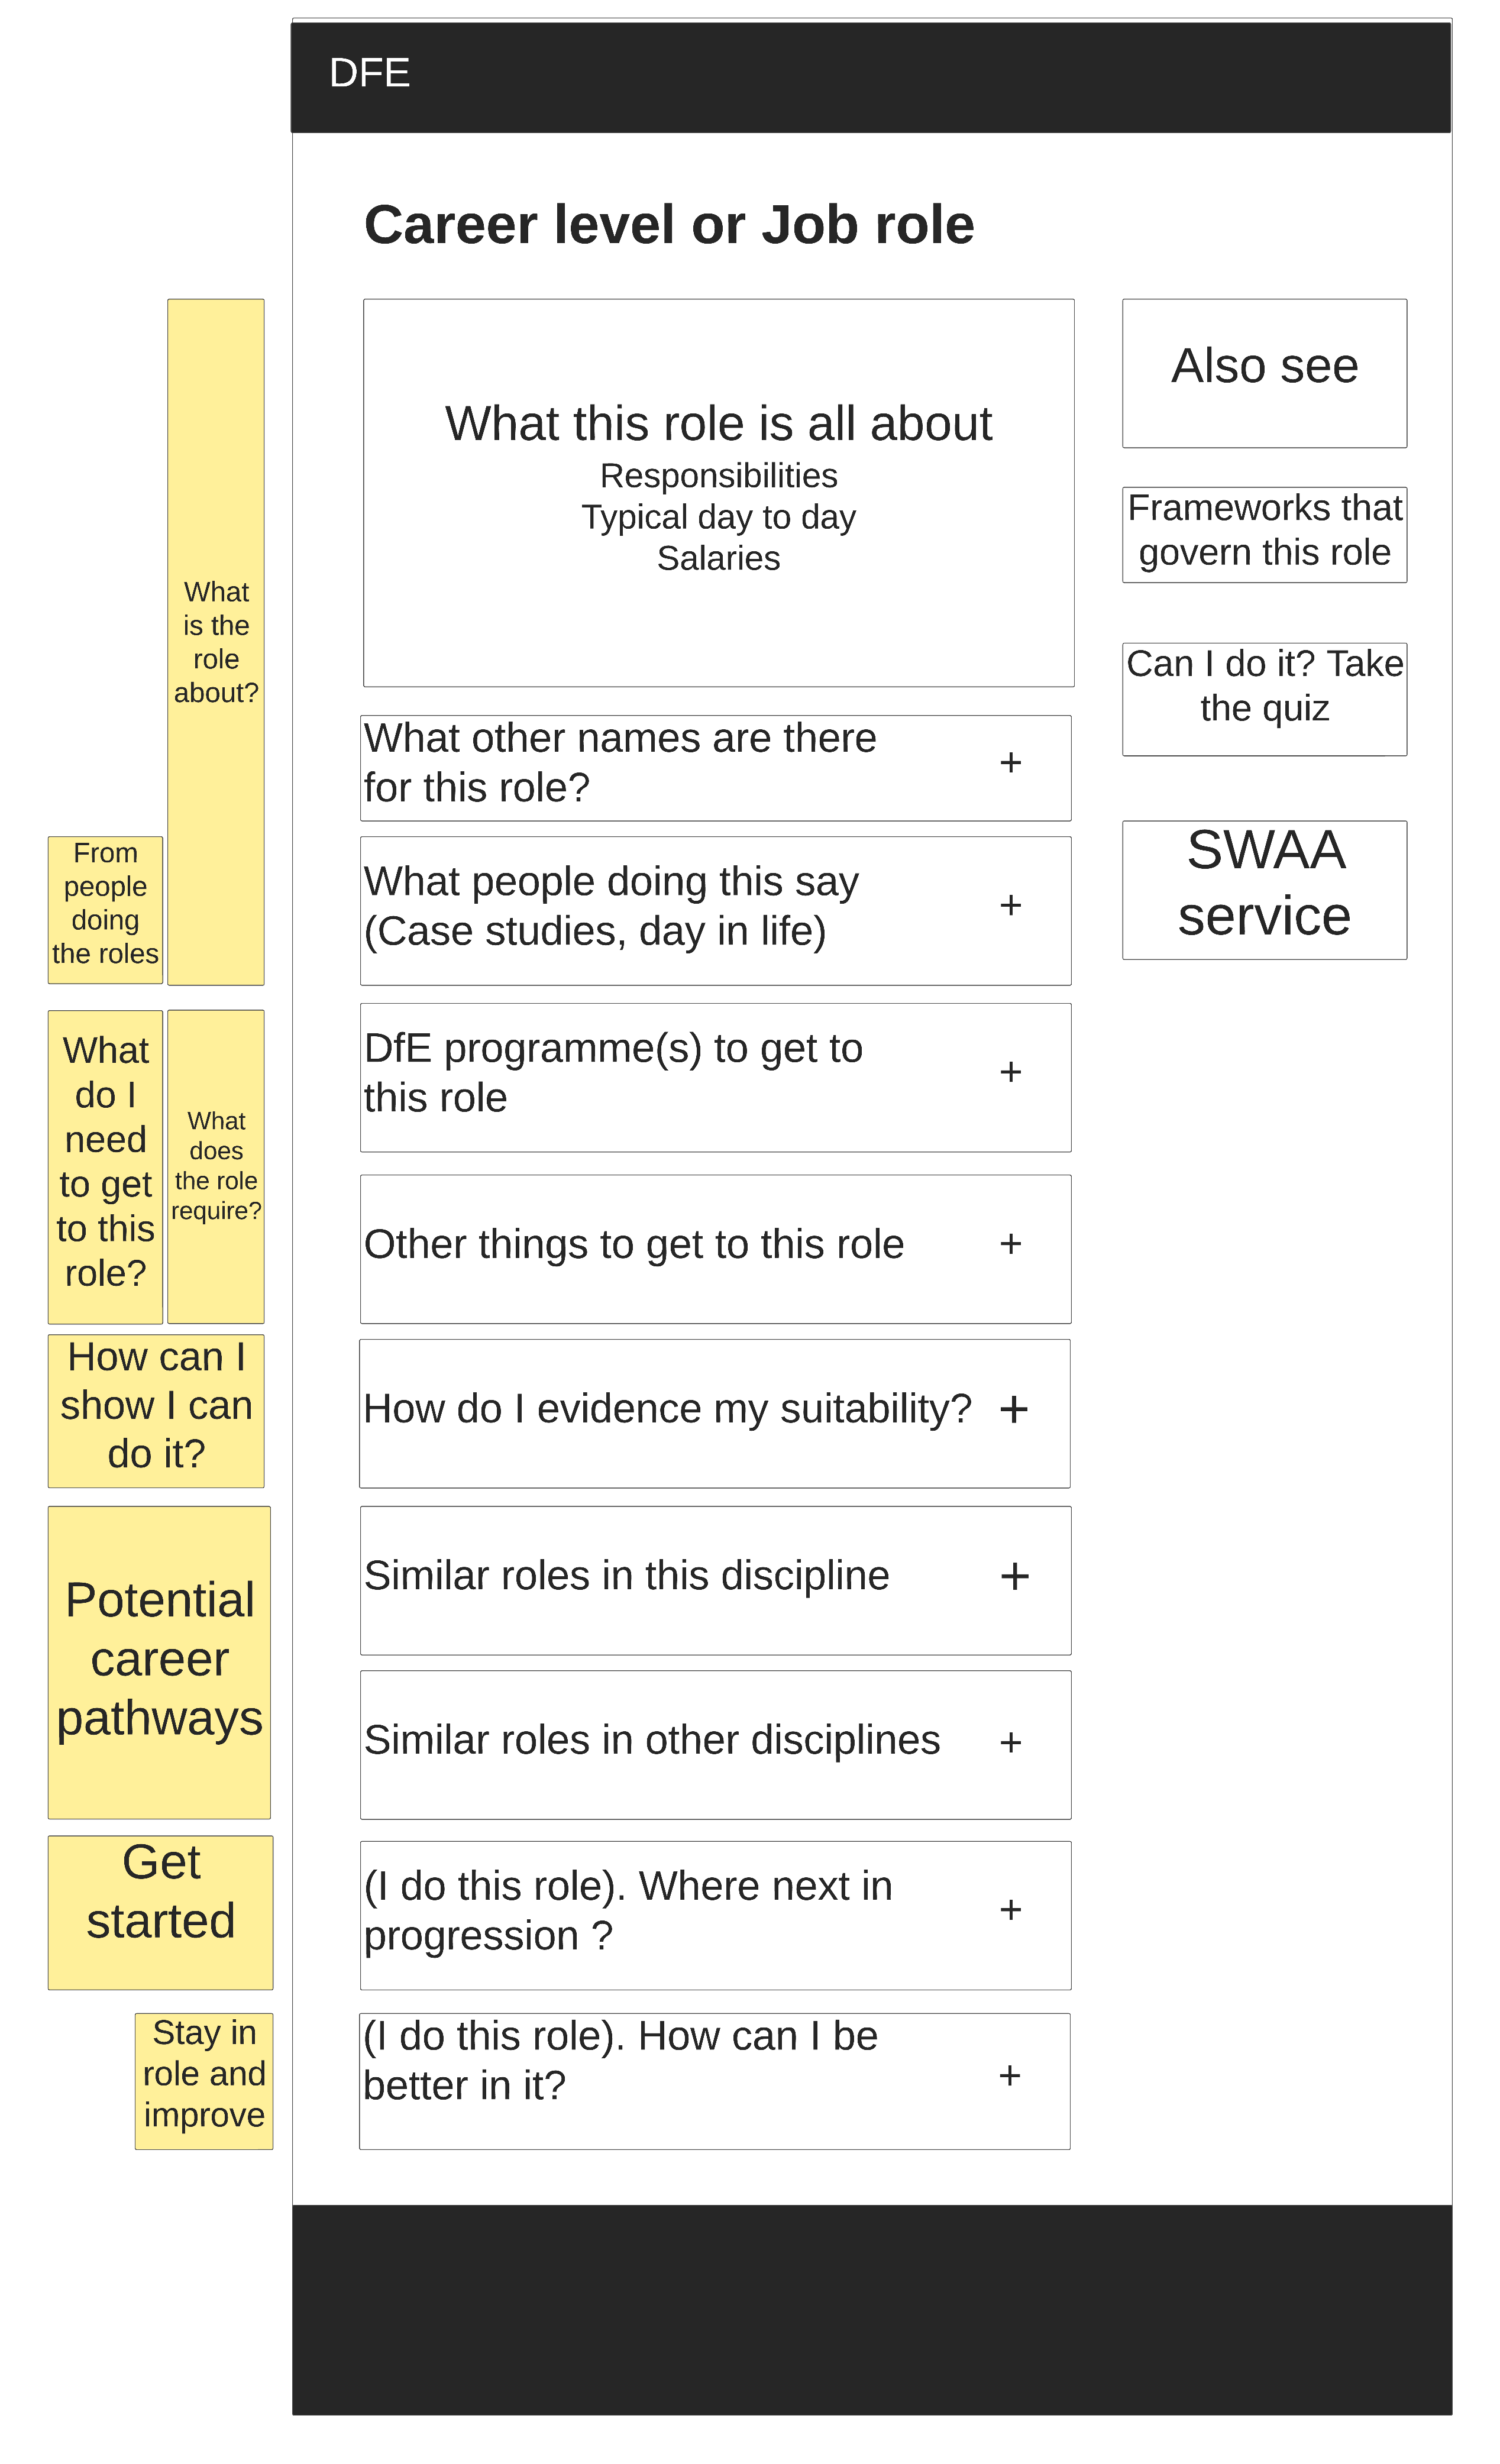 DFE
Career level or Job role
What this role is all about
Responsibilities
Typical day to day
Salaries
What other names are there
for this role?
+
What people doing this say
(Case studies, day in life)
+
DfE programme(s) to get to
this role
+
Other things to get to this role
+
How do I evidence my suitability?
+
Similar roles in this discipline
+
Similar roles in other disciplines
+
(I do this role). Where next in
progression ?
+
(I do this role). How can I be
better in it?
+
Also see
Frameworks that
govern this role
Can I do it? Take
the quiz
SWAA
service
What
is the
role
about?
From
people
doing
the roles
What
do I
need
to get
to this
role?
What
does
the role
require?
How can I
show I can
do it?
Potential
career
pathways
Get
started
Stay in
role and
improve